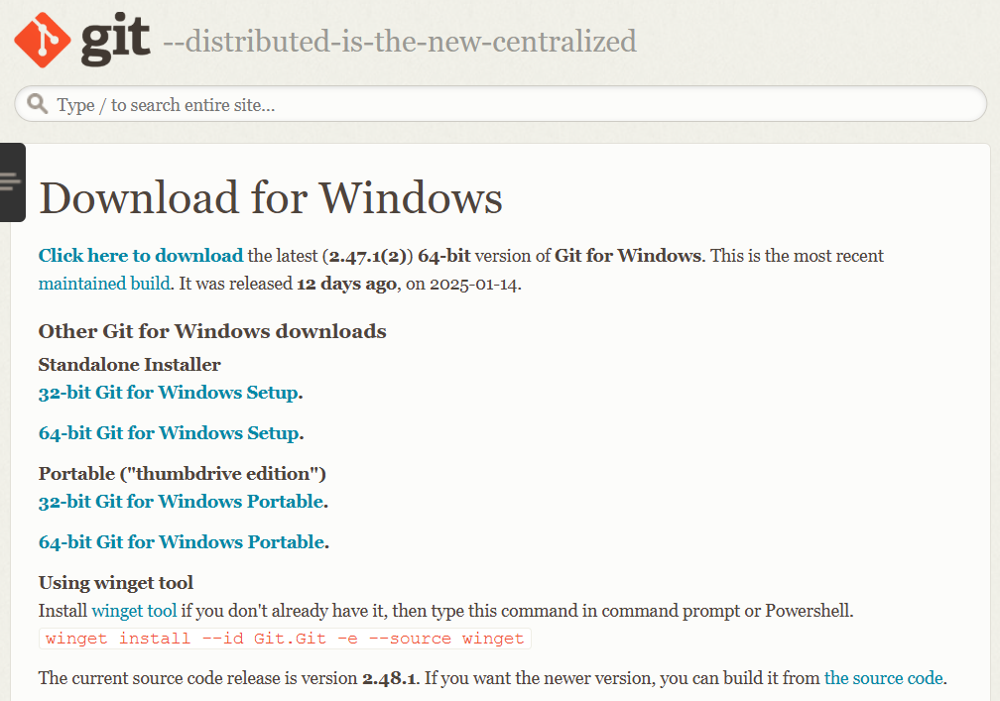 git --distributed-is-the-new-centralized
Type / to search entire site...
Download for Windows
Click here to download the latest (2.47.1(2)) 64-bit version of Git for Windows. This is the most recent
maintained build. It was released 12 days ago, on 2025-01-14.
Other Git for Windows downloads
Standalone Installer
32-bit Git for Windows Setup.
64-bit Git for Windows Setup.
Portable ("thumbdrive edition")
32-bit Git for Windows Portable.
64-bit Git for Windows Portable.
Using winget tool
Install winget tool if you don't already have it, then type this command in command prompt or Powershell.
winget install --id Git.Git -e --source winget
The current source code release is version 2.48.1. If you want the newer version, you can build it from the source code.